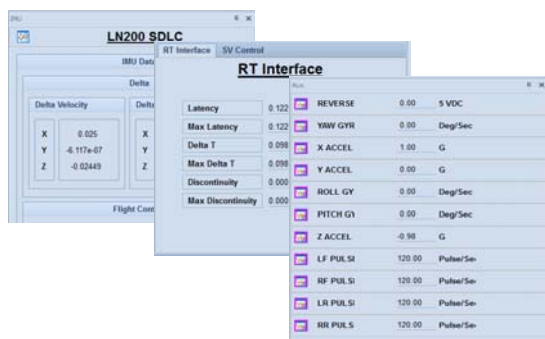 IMU
LN200 SDLC
IMU Data
Delta
Delta Velocity
Delta
X 0.025 X
Y -6.117e-07 Y
Z -0.02449 Z
Flight Cont
RT Interface SV Control
RT Interface
Latency 0.122
Max Latency 0.122
Delta T 0.098
Max Delta T 0.098
Discontinuity 0.000
Max Discontinuity 0.000
REVERSE 0.00 5 VDC
YAW GYR 0.00 Deg/Sec
X ACCEL 1.00 G
Y ACCEL 0.00 G
ROLL GY 0.00 Deg/Sec
PITCH GY 0.00 Deg/Sec
Z ACCEL -0.98 G
LF PULSI 120.00 Pulse/Se
RF PULSI 120.00 Pulse/Se
LR PULSI 120.00 Pulse/Se
RR PULS 120.00 Pulse/Se